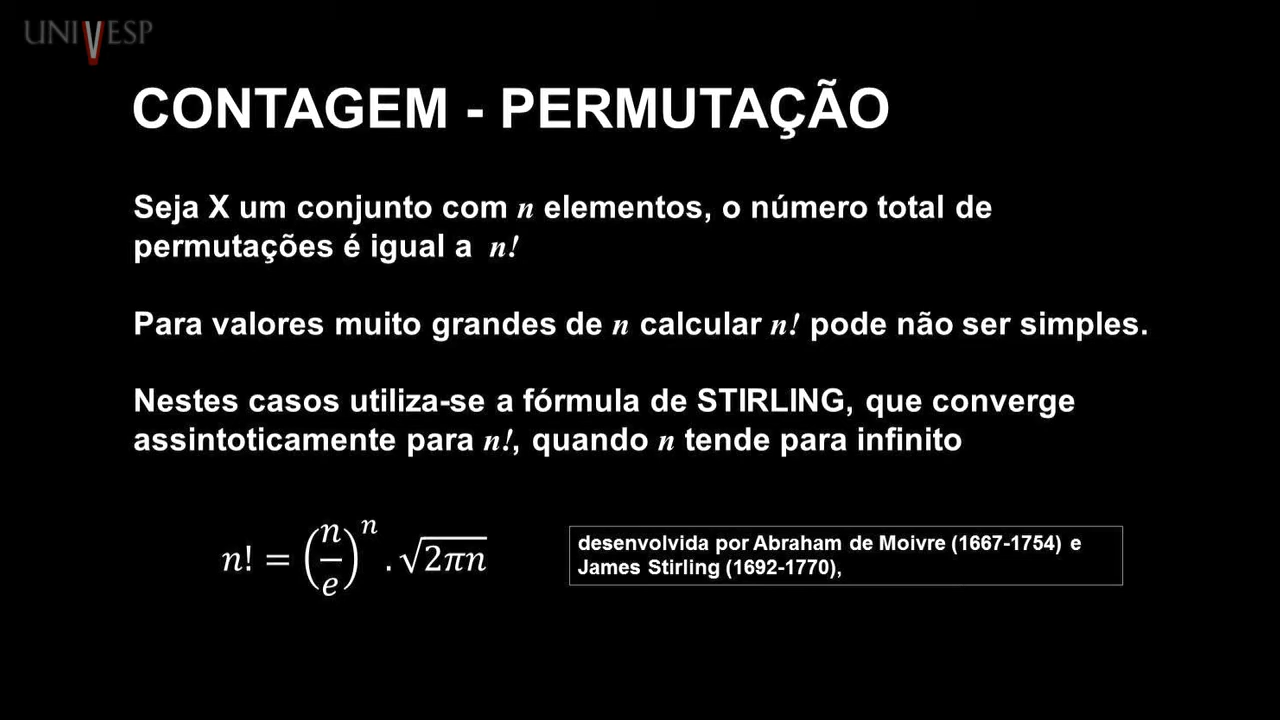 UNIVESP
CONTAGEM - PERMUTAÇÃO
Seja X um conjunto com n elementos, o número total de
permutações é igual a n!
Para valores muito grandes de n calcular n! pode não ser simples.
Nestes casos utiliza-se a fórmula de STIRLING, que converge
assintoticamente para n!, quando n tende para infinito
n! = (n/e)^n . √2πn
desenvolvida por Abraham de Moivre (1667-1754) e
James Stirling (1692-1770),